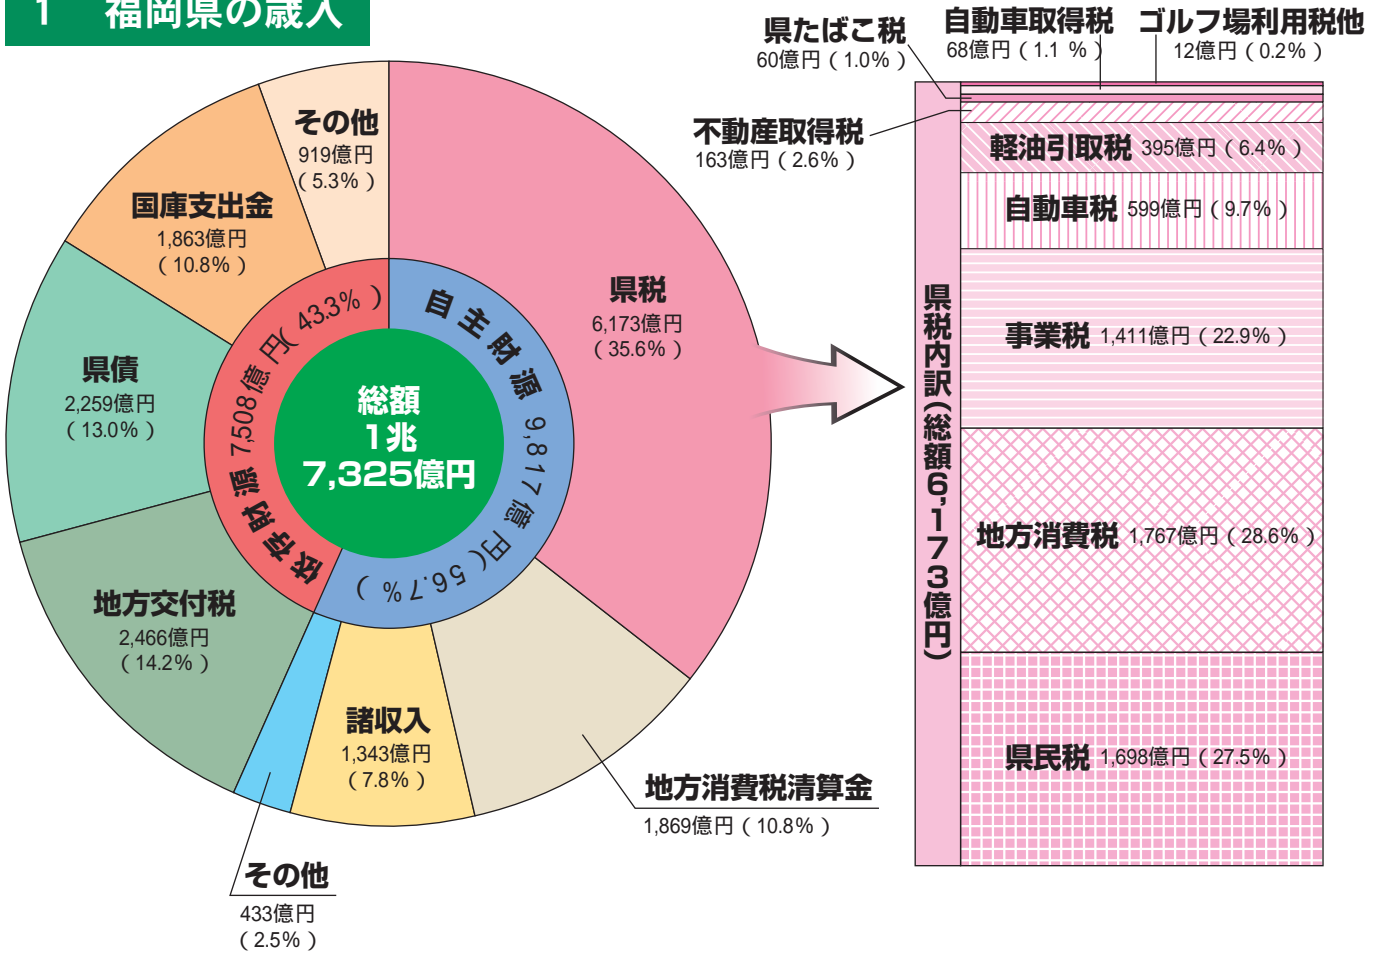 1 福岡県の歳入
その他
919億円
（5.3%）
国庫支出金
1,863億円
（10.8%）
県債
2,259億円
（13.0%）
地方交付税
2,466億円
（14.2%）
その他
433億円
（2.5%）
諸収入
1,343億円
（7.8%）
地方消費税清算金
1,869億円（10.8%）
県税
6,173億円
（35.6%）
自主財源 9,817億円（56.7%）
依存財源 7,508億円（43.3%）
総額
1兆
7,325億円
県税内訳（総額6,173億円）
ゴルフ場利用税他
12億円（0.2%）
自動車取得税
68億円（1.1 %）
県たばこ税
60億円（1.0%）
不動産取得税
163億円（2.6%）
軽油引取税 395億円（6.4%）
自動車税 599億円（9.7%）
事業税 1,411億円（22.9%）
地方消費税 1,767億円（28.6%）
県民税 1,698億円（27.5%）